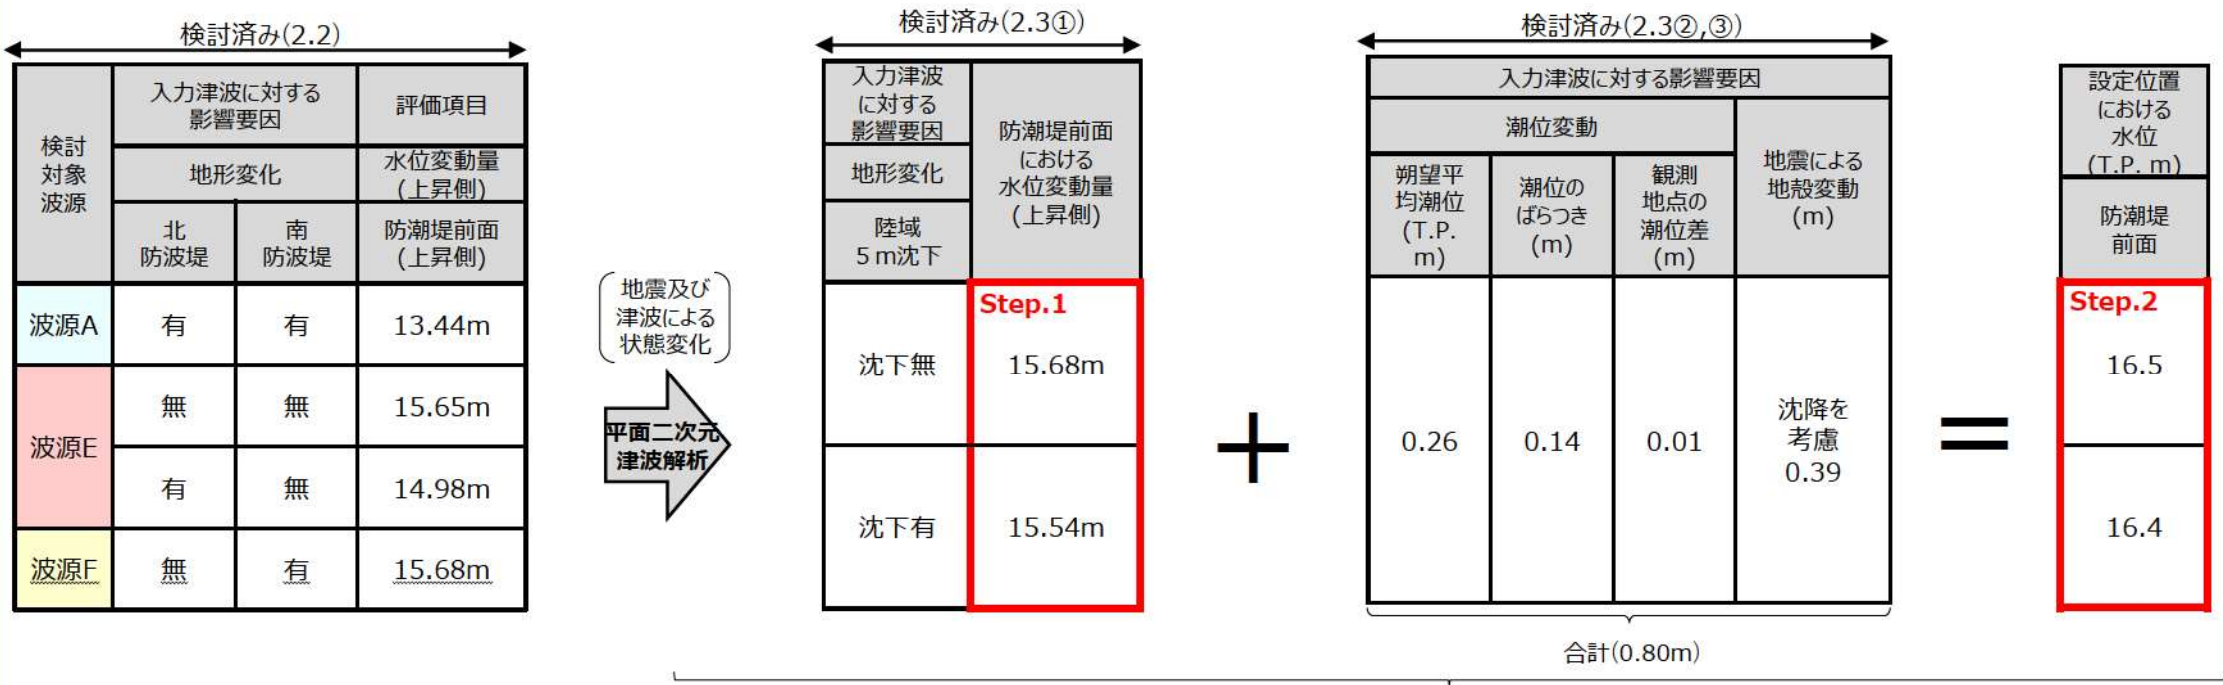 検討済み(2.2)
検討
対象
波源
入力津波に対する
影響要因
評価項目
地形変化
水位変動量
(上昇側)
北
防波堤
南
防波堤
防潮堤前面
(上昇側)
波源A
有
有
13.44m
波源E
無
無
15.65m
有
無
14.98m
波源F
無
有
15.68m
地震及び
津波による
状態変化
平面二次元
津波解析
検討済み(2.3①)
入力津波
に対する
影響要因
地形変化
陸域
5m沈下
防潮堤前面
における
水位変動量
(上昇側)
Step.1
沈下無
15.68m
沈下有
15.54m
+
検討済み(2.3②,③)
入力津波に対する影響要因
潮位変動
地震による
地殻変動
(m)
朔望平
均潮位
(T.P.
m)
潮位の
ばらつき
(m)
観測
地点の
潮位差
(m)
0.26
0.14
0.01
沈降を
考慮
0.39
合計(0.80m)
=
設定位置
における
水位
(T.P. m)
防潮堤
前面
Step.2
16.5
16.4